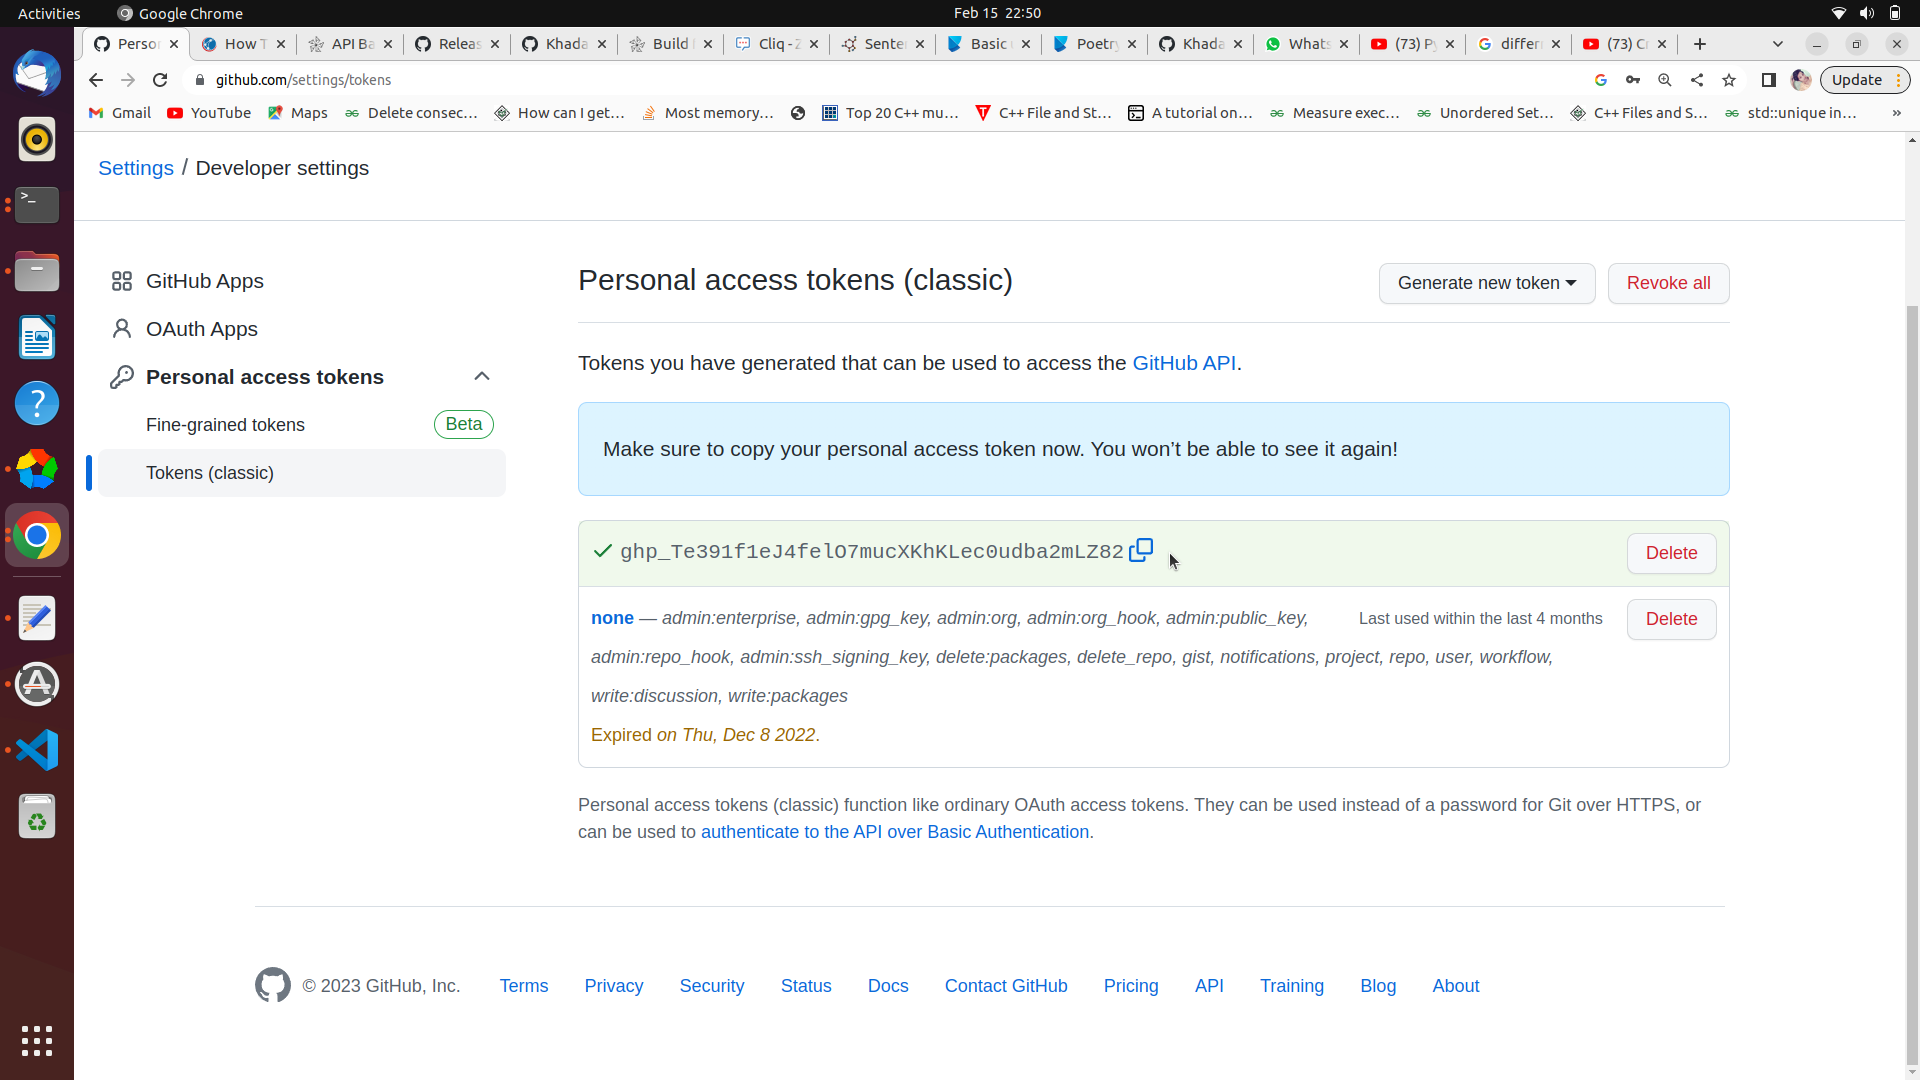 Activities
Google Chrome
Feb 15 22:50
Perso
How T
API Ba
Releas
Khada
Build
Cliq - Z
Senter
Basic
Poetry
Khada
Whats
(73) Py
differ
(73) C
github.com/settings/tokens
Update
Gmail
YouTube
Maps
Delete consec...
How can I get...
Most memory...
Top 20 C++ mu...
C++ File and St...
A tutorial on...
Measure exec...
Unordered Set...
C++ Files and S...
std::unique in...
»
Settings / Developer settings
GitHub Apps
OAuth Apps
Personal access tokens
Fine-grained tokens
Beta
Tokens (classic)
Personal access tokens (classic)
Generate new token
Revoke all
Tokens you have generated that can be used to access the GitHub API.
Make sure to copy your personal access token now. You won't be able to see it again!
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
Delete
none — admin:enterprise, admin:gpg_key, admin:org, admin:org_hook, admin:public_key,
Last used within the last 4 months
Delete
admin:repo_hook, admin:ssh_signing_key, delete:packages, delete_repo, gist, notifications, project, repo, user, workflow,
write:discussion, write:packages
Expired on Thu, Dec 8 2022.
Personal access tokens (classic) function like ordinary OAuth access tokens. They can be used instead of a password for Git over HTTPS, or
can be used to authenticate to the API over Basic Authentication.
© 2023 GitHub, Inc.
Terms
Privacy
Security
Status
Docs
Contact GitHub
Pricing
API
Training
Blog
About